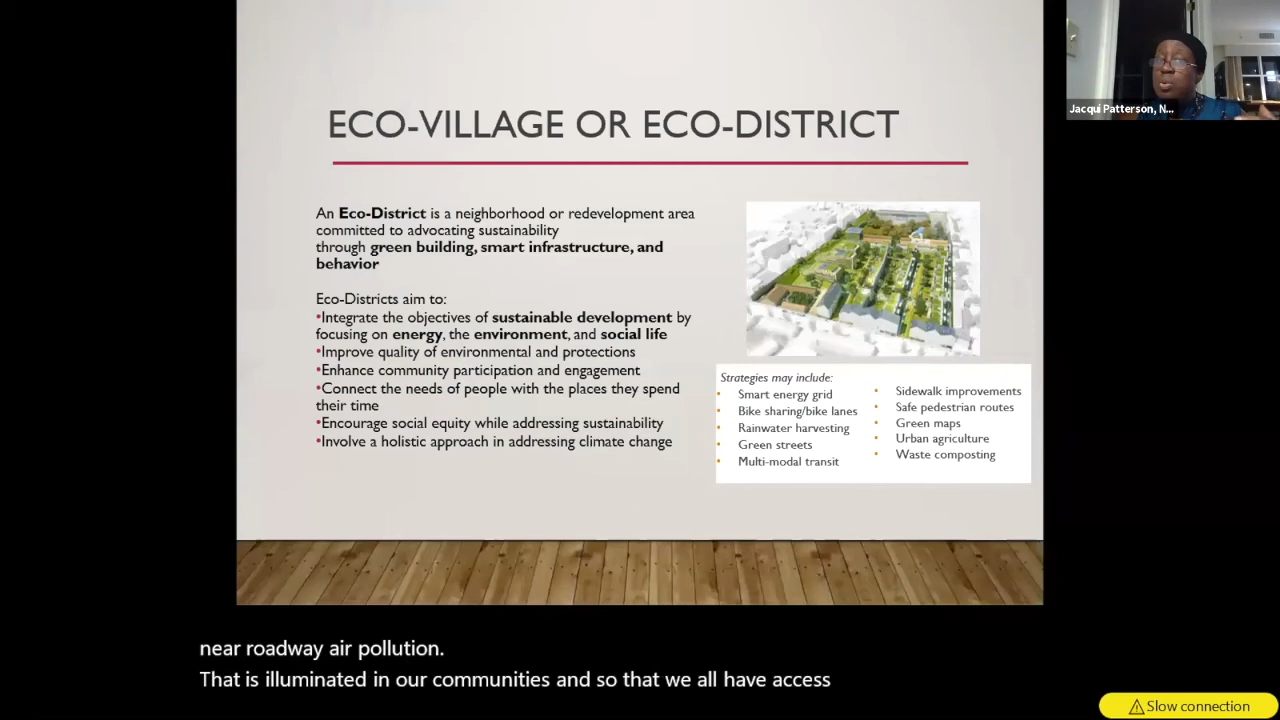 ECO-VILLAGE OR ECO-DISTRICT
An Eco-District is a neighborhood or redevelopment area
committed to advocating sustainability
through green building, smart infrastructure, and
behavior
Eco-Districts aim to:
•Integrate the objectives of sustainable development by
focusing on energy, the environment, and social life
•Improve quality of environmental and protections
•Enhance community participation and engagement
•Connect the needs of people with the places they spend
their time
•Encourage social equity while addressing sustainability
•Involve a holistic approach in addressing climate change
Strategies may include:
• Smart energy grid
• Bike sharing/bike lanes
• Rainwater harvesting
• Green streets
• Multi-modal transit
• Sidewalk improvements
• Safe pedestrian routes
• Green maps
• Urban agriculture
• Waste composting
Jacqui Patterson, N...
near roadway air pollution.
That is illuminated in our communities and so that we all have access
Slow connection